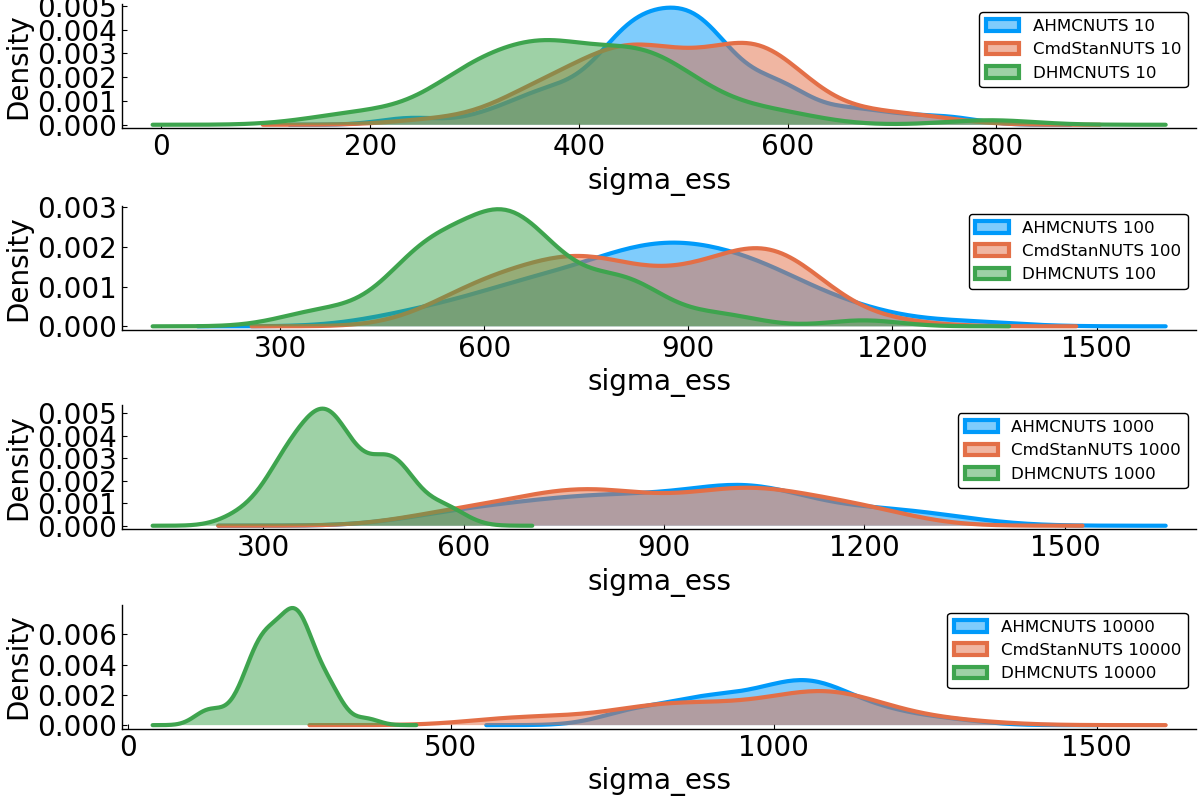 Density
0.005
0.004
0.003
0.002
0.001
0.000
0 200 400 600 800
sigma_ess
AHMCNUTS 10
CmdStanNUTS 10
DHMCNUTS 10
Density
0.003
0.002
0.001
0.000
300 600 900 1200 1500
sigma_ess
AHMCNUTS 100
CmdStanNUTS 100
DHMCNUTS 100
Density
0.005
0.004
0.003
0.002
0.001
0.000
300 600 900 1200 1500
sigma_ess
AHMCNUTS 1000
CmdStanNUTS 1000
DHMCNUTS 1000
Density
0.006
0.004
0.002
0.000
0 500 1000 1500
sigma_ess
AHMCNUTS 10000
CmdStanNUTS 10000
DHMCNUTS 10000